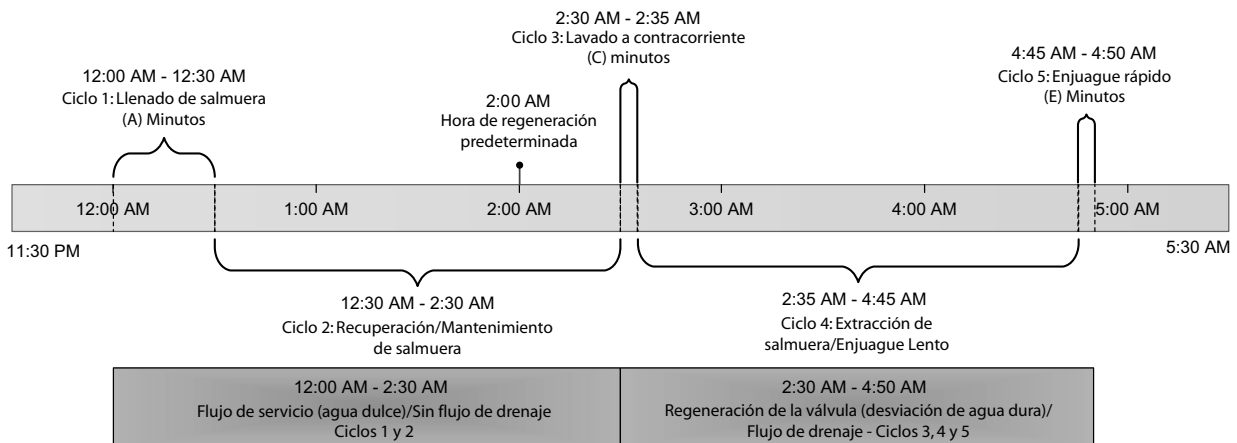 2:30 AM - 2:35 AM
Ciclo 3: Lavado a contracorriente
(C) minutos
4:45 AM - 4:50 AM
Ciclo 5: Enjuague rápido
(E) Minutos
12:00 AM - 12:30 AM
Ciclo 1: Llenado de salmuera
(A) Minutos
2:00 AM
Hora de regeneración
predeterminada
12:00 AM
1:00 AM
2:00 AM
3:00 AM
4:00 AM
5:00 AM
11:30 PM
5:30 AM
12:30 AM - 2:30 AM
Ciclo 2: Recuperación/Mantenimiento
de salmuera
2:35 AM - 4:45 AM
Ciclo 4: Extracción de
salmuera/Enjuague Lento
12:00 AM - 2:30 AM
Flujo de servicio (agua dulce)/Sin flujo de drenaje
Ciclos 1 y 2
2:30 AM - 4:50 AM
Regeneración de la válvula (desviación de agua dura)/
Flujo de drenaje - Ciclos 3, 4 y 5